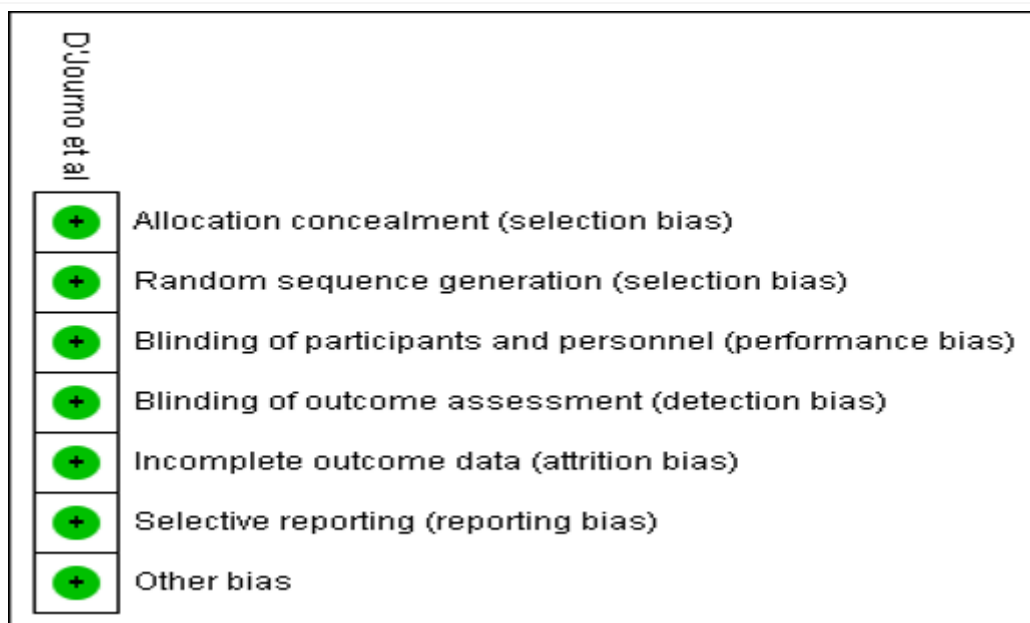 D'Journo et al
+ Allocation concealment (selection bias)
+ Random sequence generation (selection bias)
+ Blinding of participants and personnel (performance bias)
+ Blinding of outcome assessment (detection bias)
+ Incomplete outcome data (attrition bias)
+ Selective reporting (reporting bias)
+ Other bias